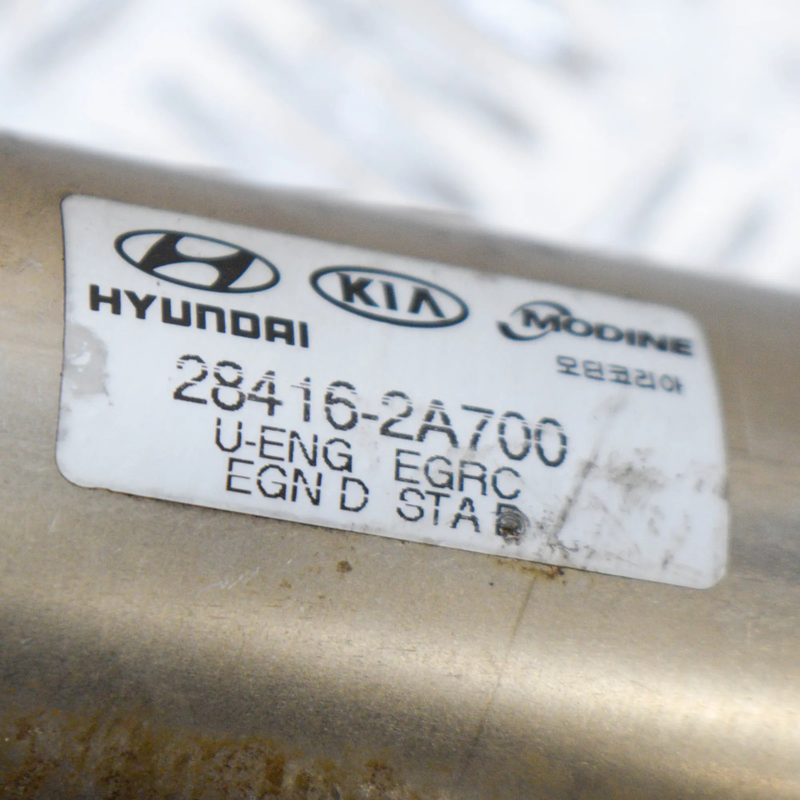 HYUNDAI KIA MODINE
모딘코리아
28416-2A700
U-ENG EGRC
EGN D STA